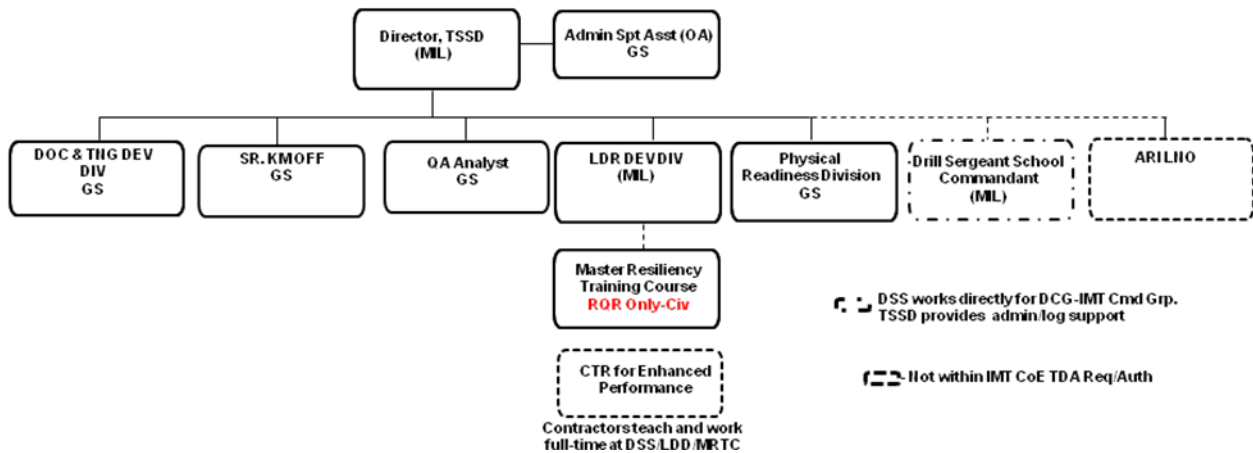 Director, TSSD
(MIL)
Admin Spt Asst (OA)
GS
DOC & TNG DEV
DIV
GS
SR. KMOFF
GS
QA Analyst
GS
LDR DEV DIV
(MIL)
Physical
Readiness Division
GS
Drill Sergeant School
Commandant
(MIL)
ARI LNO
Master Resiliency
Training Course
RQR Only-Civ
DSS works directly for DCG-IMT Cmd Grp.
TSSD provides admin/log support
CTR for Enhanced
Performance
- Not within IMT CoE TDA Req/Auth
Contractors teach and work
full-time at DSS/LDD/MRTC